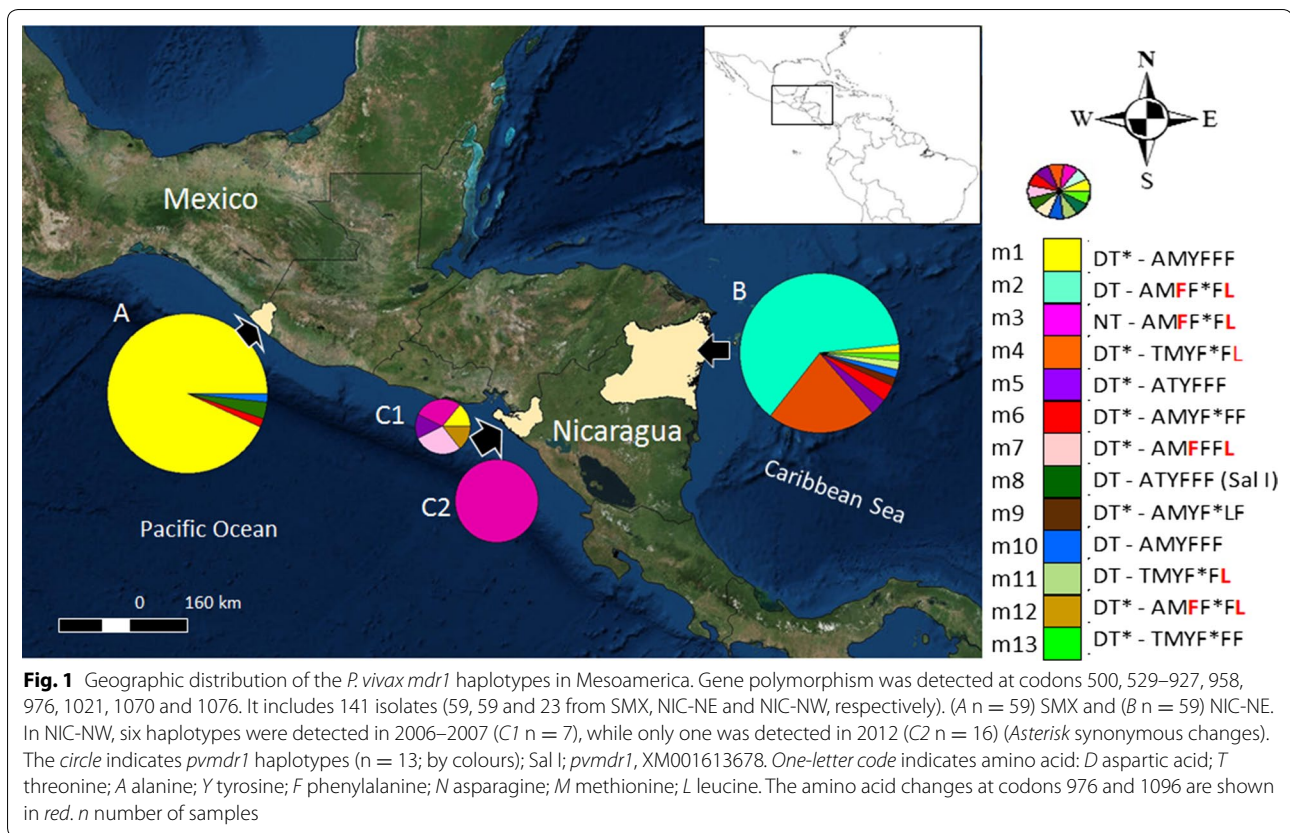 N
W
E
S
Mexico
A
B
C1
Nicaragua
C2
Caribbean Sea
Pacific Ocean
0 160 km
m1 DT* - AMYFFF
m2 DT - AMFF*FL
m3 NT - AMFF*FL
m4 DT* - TMYF*FL
m5 DT* - ATYFFF
m6 DT* - AMYF*FF
m7 DT* - AMFFFL
m8 DT - ATYFFF (Sal I)
m9 DT* - AMYF*LF
m10 DT - AMYFFF
m11 DT - TMYF*FL
m12 DT* - AMFF*FL
m13 DT* - TMYF*FF
Fig. 1 Geographic distribution of the P. vivax mdr1 haplotypes in Mesoamerica. Gene polymorphism was detected at codons 500, 529–927, 958,
976, 1021, 1070 and 1076. It includes 141 isolates (59, 59 and 23 from SMX, NIC-NE and NIC-NW, respectively). (A n = 59) SMX and (B n = 59) NIC-NE.
In NIC-NW, six haplotypes were detected in 2006–2007 (C1 n = 7), while only one was detected in 2012 (C2 n = 16) (Asterisk synonymous changes).
The circle indicates pvmdr1 haplotypes (n = 13; by colours); Sal I; pvmdr1, XM001613678. One-letter code indicates amino acid: D aspartic acid; T
threonine; A alanine; Y tyrosine; F phenylalanine; N asparagine; M methionine; L leucine. The amino acid changes at codons 976 and 1096 are shown
in red. n number of samples